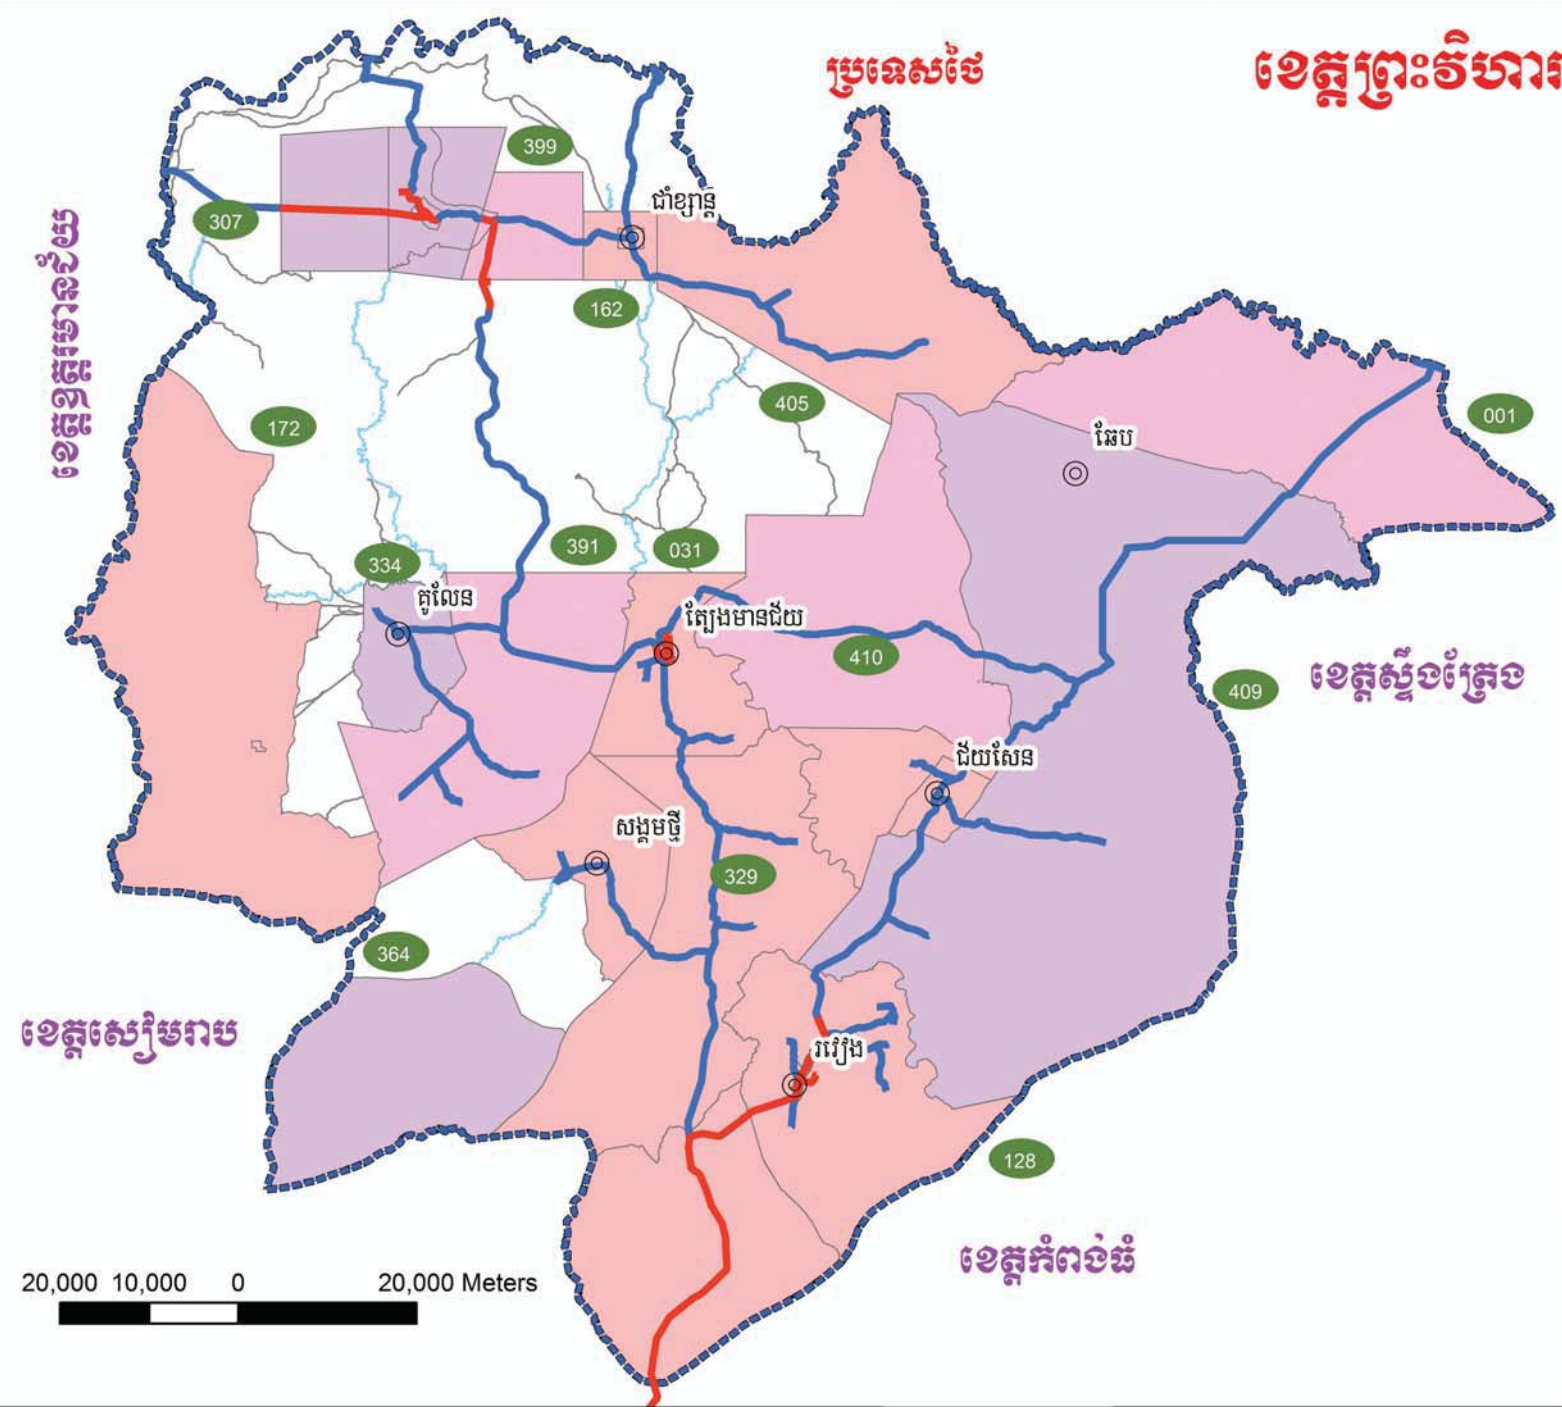 ប្រទេសថៃ
ខេត្តព្រះវិហារ
399
ជាំខ្សាន្ត
307
ខេត្តឧត្តរមានជ័យ
162
405
001
172
ឆែប
391
031
334
គូលែន
ត្បែងមានជ័យ
410
409
ខេត្តស្ទឹងត្រែង
ជ័យសែន
សង្គមថ្មី
329
364
ខេត្តសៀមរាប
រវៀង
128
ខេត្តកំពង់ធំ
20,000 10,000 0 20,000 Meters